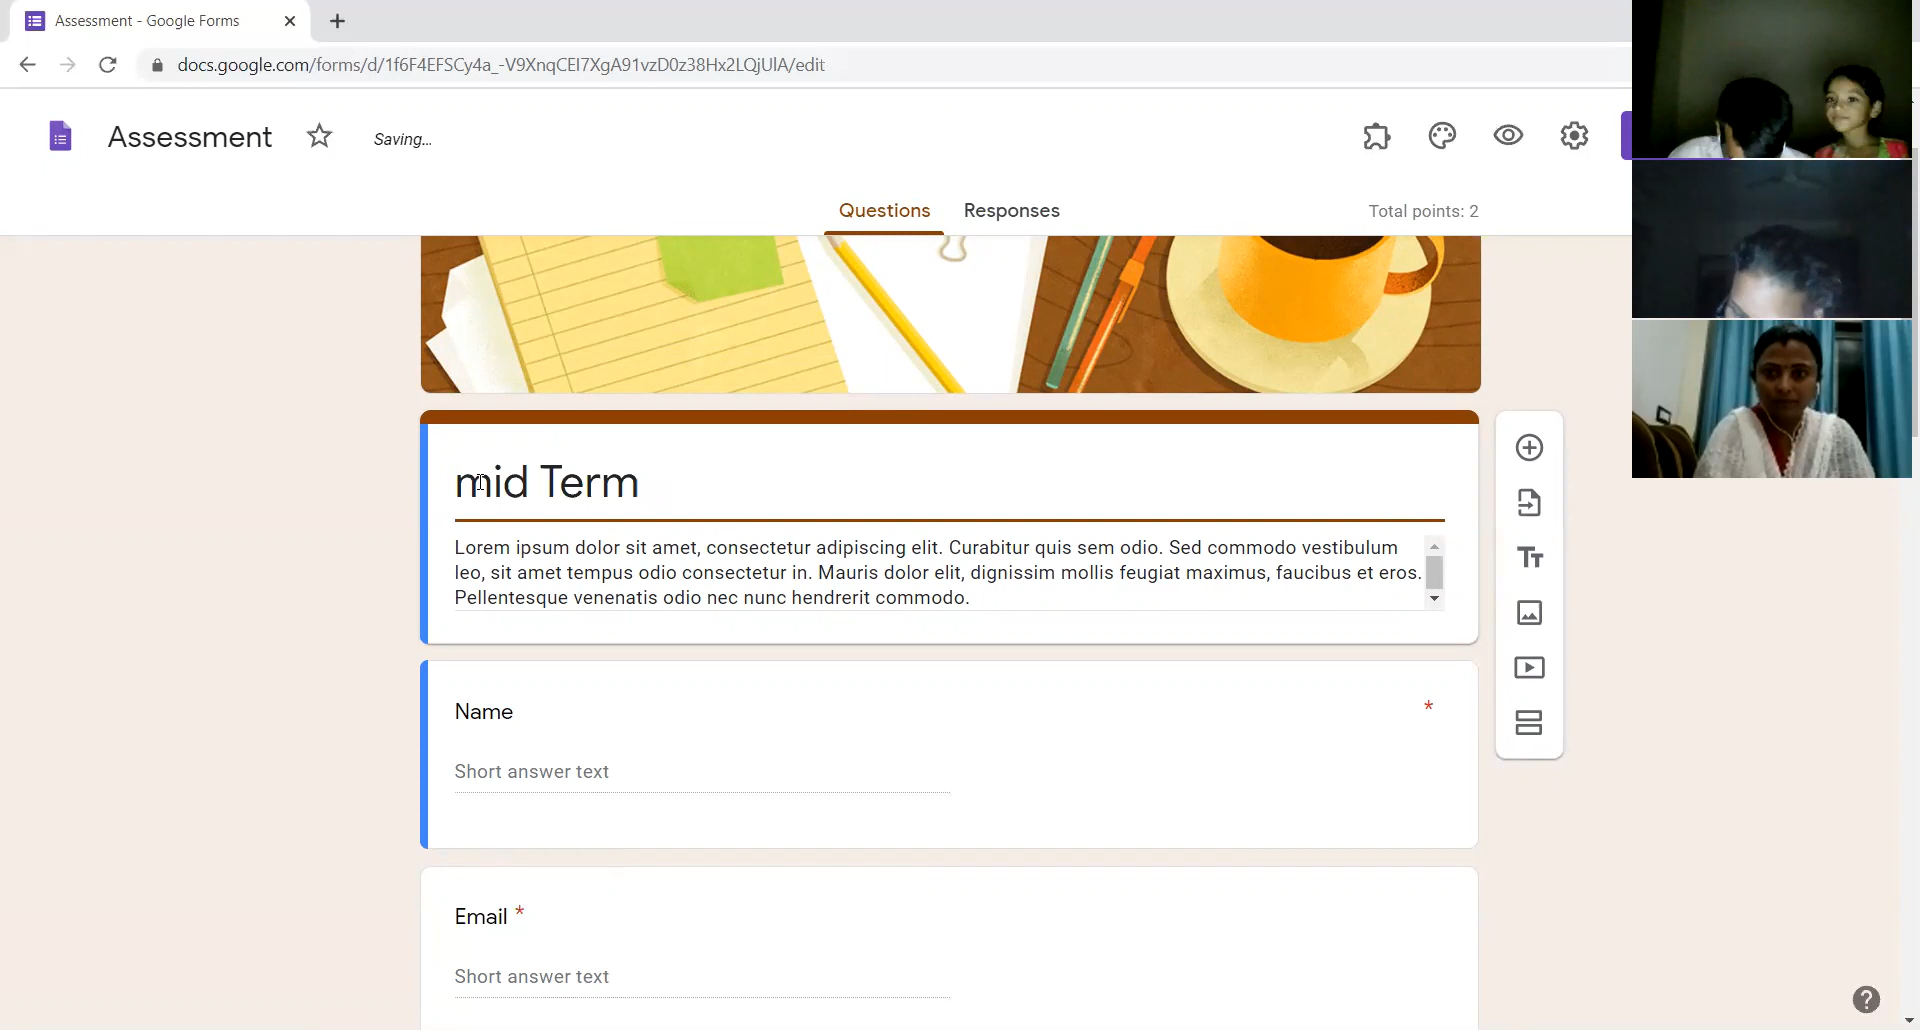 Assessment - Google Forms
docs.google.com/forms/d/1f6F4EFSCy4a_-V9XnqCEI7XgA91vzD0z38Hx2LQjUlA/edit
Assessment
Saving...
Questions
Responses
Total points: 2
mid Term
Lorem ipsum dolor sit amet, consectetur adipiscing elit. Curabitur quis sem odio. Sed commodo vestibulum
leo, sit amet tempus odio consectetur in. Mauris dolor elit, dignissim mollis feugiat maximus, faucibus et eros.
Pellentesque venenatis odio nec nunc hendrerit commodo.
Name *
Short answer text
Email *
Short answer text